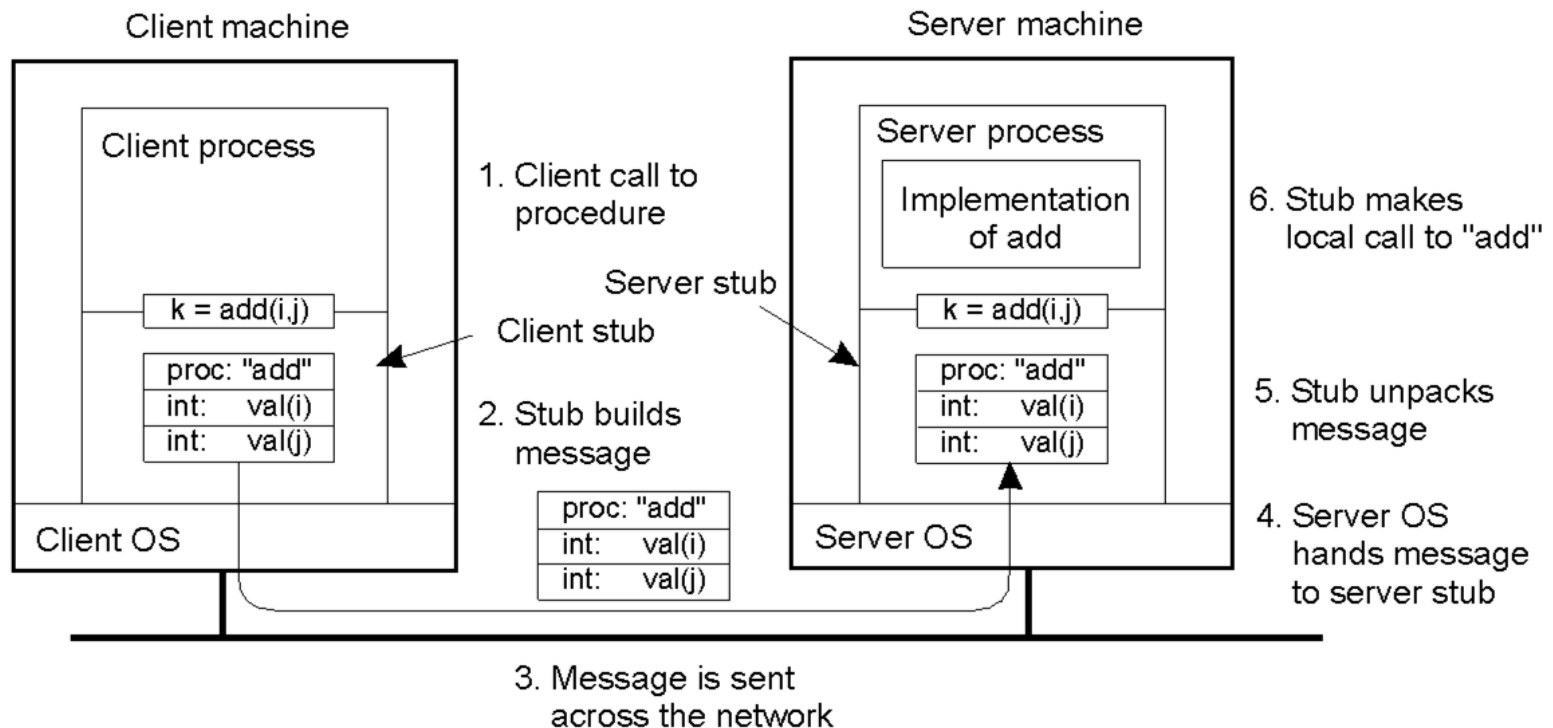 Client machine
Server machine
Client process
1. Client call to
procedure
Server process
Implementation
of add
6. Stub makes
local call to "add"
Server stub
k = add(i,j)
k = add(i,j)
Client stub
proc: "add"
int: val(i)
int: val(j)
2. Stub builds
message
proc: "add"
int: val(i)
int: val(j)
5. Stub unpacks
message
proc: "add"
int: val(i)
int: val(j)
Client OS
Server OS
4. Server OS
hands message
to server stub
3. Message is sent
across the network